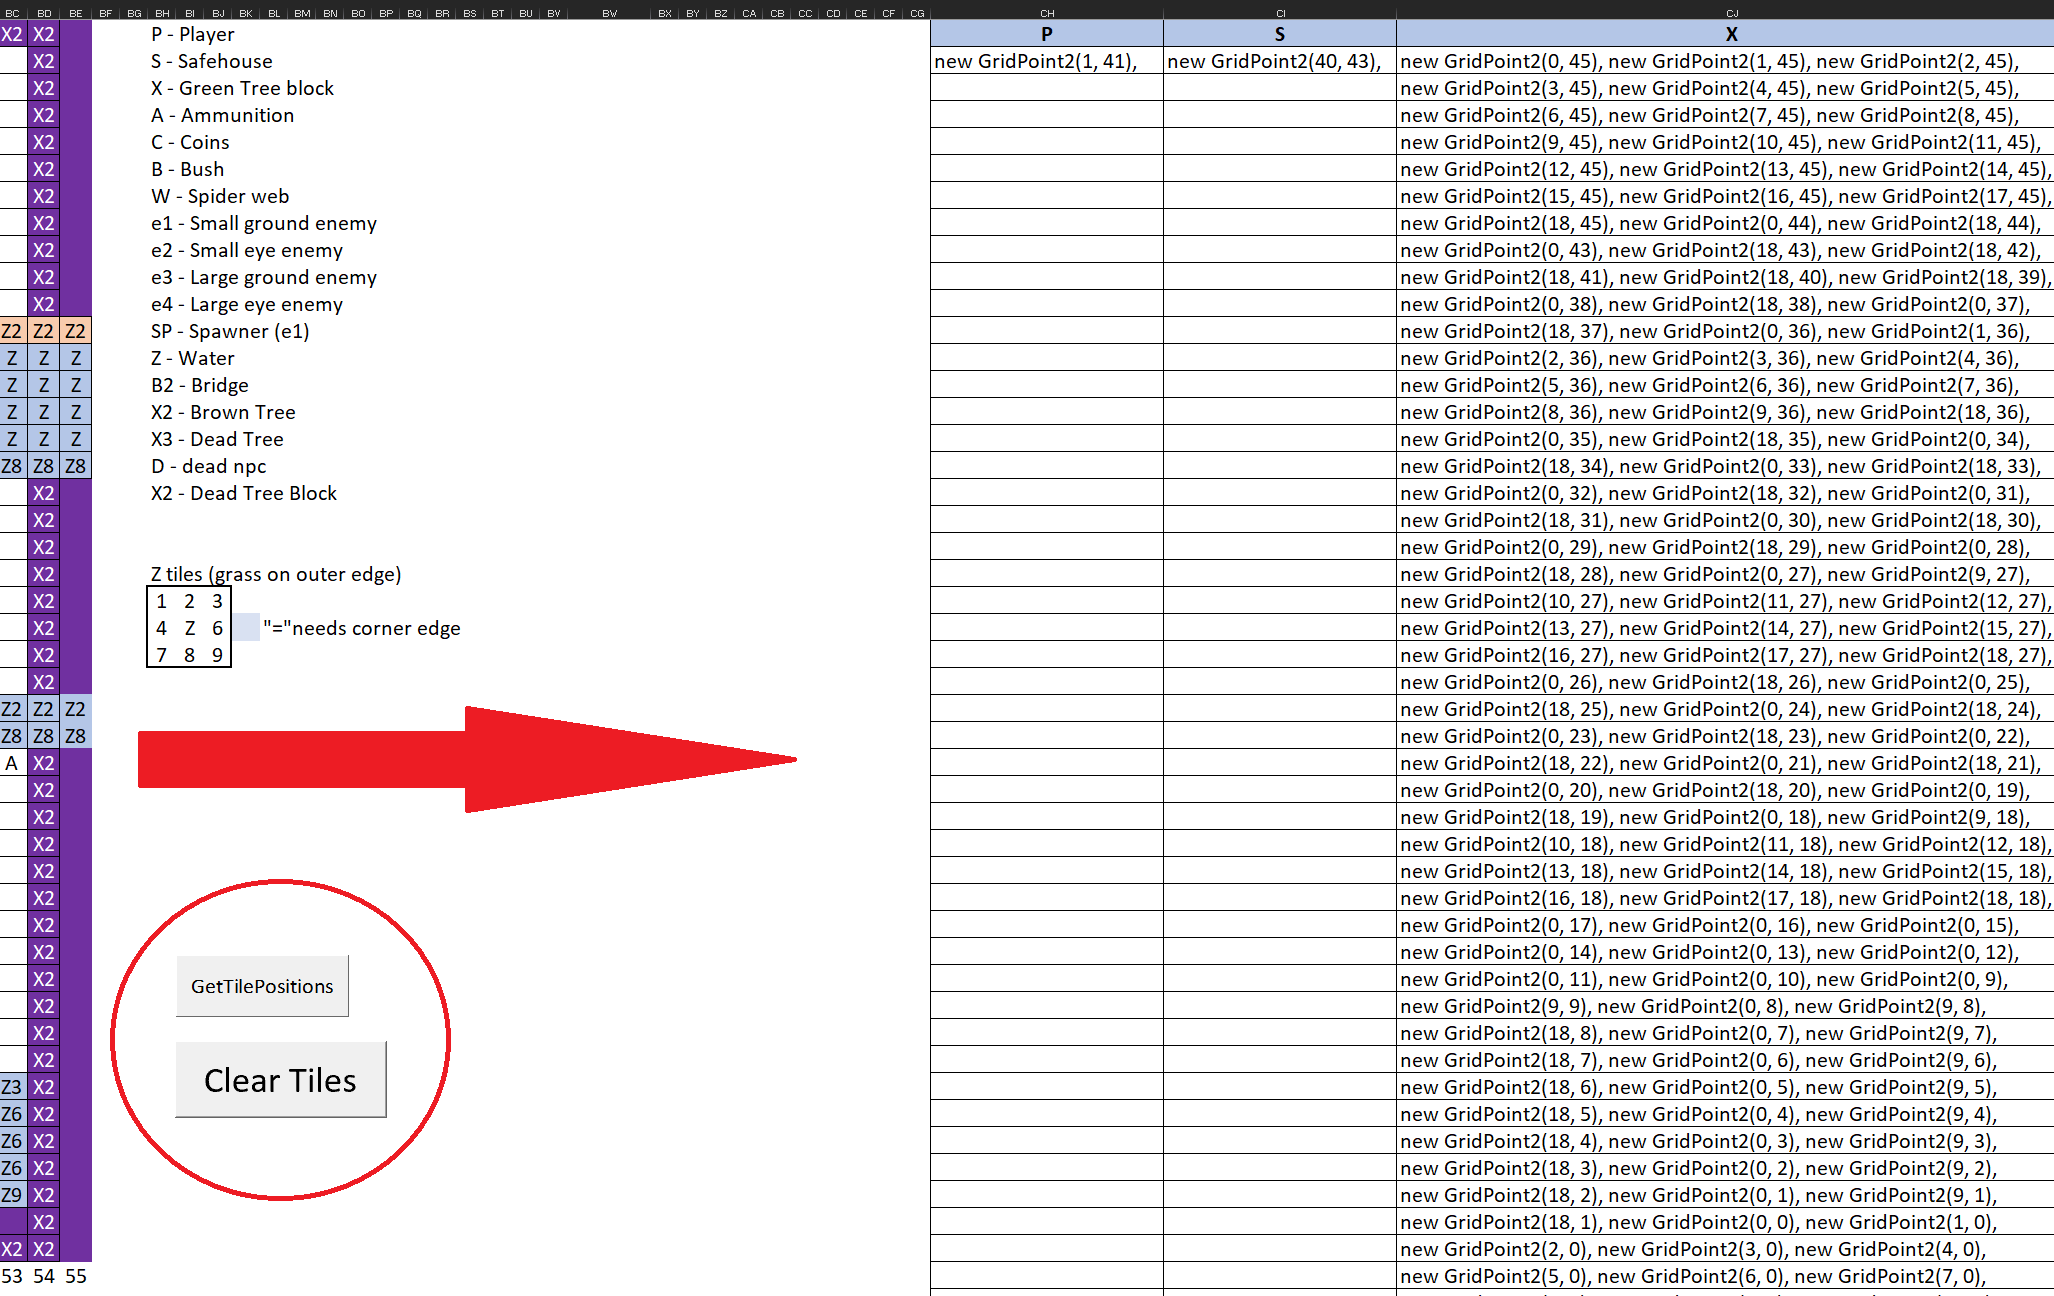 BC BD BE BF BG BH BI BJ BK BL BM BN BO BP BQ BR BS BT BU BV BW BX BY BZ CA CB CC CD CE CF CG CH CI CJ
X2 X2 P - Player P S X
X2 S - Safehouse new GridPoint2(1, 41), new GridPoint2(40, 43), new GridPoint2(0, 45), new GridPoint2(1, 45), new GridPoint2(2, 45),
X2 X - Green Tree block new GridPoint2(3, 45), new GridPoint2(4, 45), new GridPoint2(5, 45),
X2 A - Ammunition new GridPoint2(6, 45), new GridPoint2(7, 45), new GridPoint2(8, 45),
X2 C - Coins new GridPoint2(9, 45), new GridPoint2(10, 45), new GridPoint2(11, 45),
X2 B - Bush new GridPoint2(12, 45), new GridPoint2(13, 45), new GridPoint2(14, 45),
X2 W - Spider web new GridPoint2(15, 45), new GridPoint2(16, 45), new GridPoint2(17, 45),
X2 e1 - Small ground enemy new GridPoint2(18, 45), new GridPoint2(0, 44), new GridPoint2(18, 44),
X2 e2 - Small eye enemy new GridPoint2(0, 43), new GridPoint2(18, 43), new GridPoint2(18, 42),
X2 e3 - Large ground enemy new GridPoint2(18, 41), new GridPoint2(18, 40), new GridPoint2(18, 39),
X2 e4 - Large eye enemy new GridPoint2(0, 38), new GridPoint2(18, 38), new GridPoint2(0, 37),
Z2 Z2 Z2 SP - Spawner (e1) new GridPoint2(18, 37), new GridPoint2(0, 36), new GridPoint2(1, 36),
Z Z Z Z - Water new GridPoint2(2, 36), new GridPoint2(3, 36), new GridPoint2(4, 36),
Z Z Z B2 - Bridge new GridPoint2(5, 36), new GridPoint2(6, 36), new GridPoint2(7, 36),
Z Z Z X2 - Brown Tree new GridPoint2(8, 36), new GridPoint2(9, 36), new GridPoint2(18, 36),
Z Z Z X3 - Dead Tree new GridPoint2(0, 35), new GridPoint2(18, 35), new GridPoint2(0, 34),
Z8 Z8 Z8 D - dead npc new GridPoint2(18, 34), new GridPoint2(0, 33), new GridPoint2(18, 33),
X2 X2 - Dead Tree Block new GridPoint2(0, 32), new GridPoint2(18, 32), new GridPoint2(0, 31),
X2 new GridPoint2(18, 31), new GridPoint2(0, 30), new GridPoint2(18, 30),
X2 new GridPoint2(0, 29), new GridPoint2(18, 29), new GridPoint2(0, 28),
X2 Z tiles (grass on outer edge) new GridPoint2(18, 28), new GridPoint2(0, 27), new GridPoint2(9, 27),
X2 1 2 3 new GridPoint2(10, 27), new GridPoint2(11, 27), new GridPoint2(12, 27),
X2 4 Z 6 "="needs corner edge new GridPoint2(13, 27), new GridPoint2(14, 27), new GridPoint2(15, 27),
X2 7 8 9 new GridPoint2(16, 27), new GridPoint2(17, 27), new GridPoint2(18, 27),
X2 new GridPoint2(0, 26), new GridPoint2(18, 26), new GridPoint2(0, 25),
Z2 Z2 Z2 new GridPoint2(18, 25), new GridPoint2(0, 24), new GridPoint2(18, 24),
Z8 Z8 Z8 new GridPoint2(0, 23), new GridPoint2(18, 23), new GridPoint2(0, 22),
A X2 new GridPoint2(18, 22), new GridPoint2(0, 21), new GridPoint2(18, 21),
X2 new GridPoint2(0, 20), new GridPoint2(18, 20), new GridPoint2(0, 19),
X2 new GridPoint2(18, 19), new GridPoint2(0, 18), new GridPoint2(9, 18),
X2 new GridPoint2(10, 18), new GridPoint2(11, 18), new GridPoint2(12, 18),
X2 new GridPoint2(13, 18), new GridPoint2(14, 18), new GridPoint2(15, 18),
X2 new GridPoint2(16, 18), new GridPoint2(17, 18), new GridPoint2(18, 18),
X2 new GridPoint2(0, 17), new GridPoint2(0, 16), new GridPoint2(0, 15),
X2 new GridPoint2(0, 14), new GridPoint2(0, 13), new GridPoint2(0, 12),
X2 GetTilePositions new GridPoint2(0, 11), new GridPoint2(0, 10), new GridPoint2(0, 9),
X2 new GridPoint2(9, 9), new GridPoint2(0, 8), new GridPoint2(9, 8),
X2 new GridPoint2(18, 8), new GridPoint2(0, 7), new GridPoint2(9, 7),
X2 new GridPoint2(18, 7), new GridPoint2(0, 6), new GridPoint2(9, 6),
Z3 X2 Clear Tiles new GridPoint2(18, 6), new GridPoint2(0, 5), new GridPoint2(9, 5),
Z6 X2 new GridPoint2(18, 5), new GridPoint2(0, 4), new GridPoint2(9, 4),
Z6 X2 new GridPoint2(18, 4), new GridPoint2(0, 3), new GridPoint2(9, 3),
Z6 X2 new GridPoint2(18, 3), new GridPoint2(0, 2), new GridPoint2(9, 2),
Z9 X2 new GridPoint2(18, 2), new GridPoint2(0, 1), new GridPoint2(9, 1),
X2 new GridPoint2(18, 1), new GridPoint2(0, 0), new GridPoint2(1, 0),
X2 X2 new GridPoint2(2, 0), new GridPoint2(3, 0), new GridPoint2(4, 0),
53 54 55 new GridPoint2(5, 0), new GridPoint2(6, 0), new GridPoint2(7, 0),